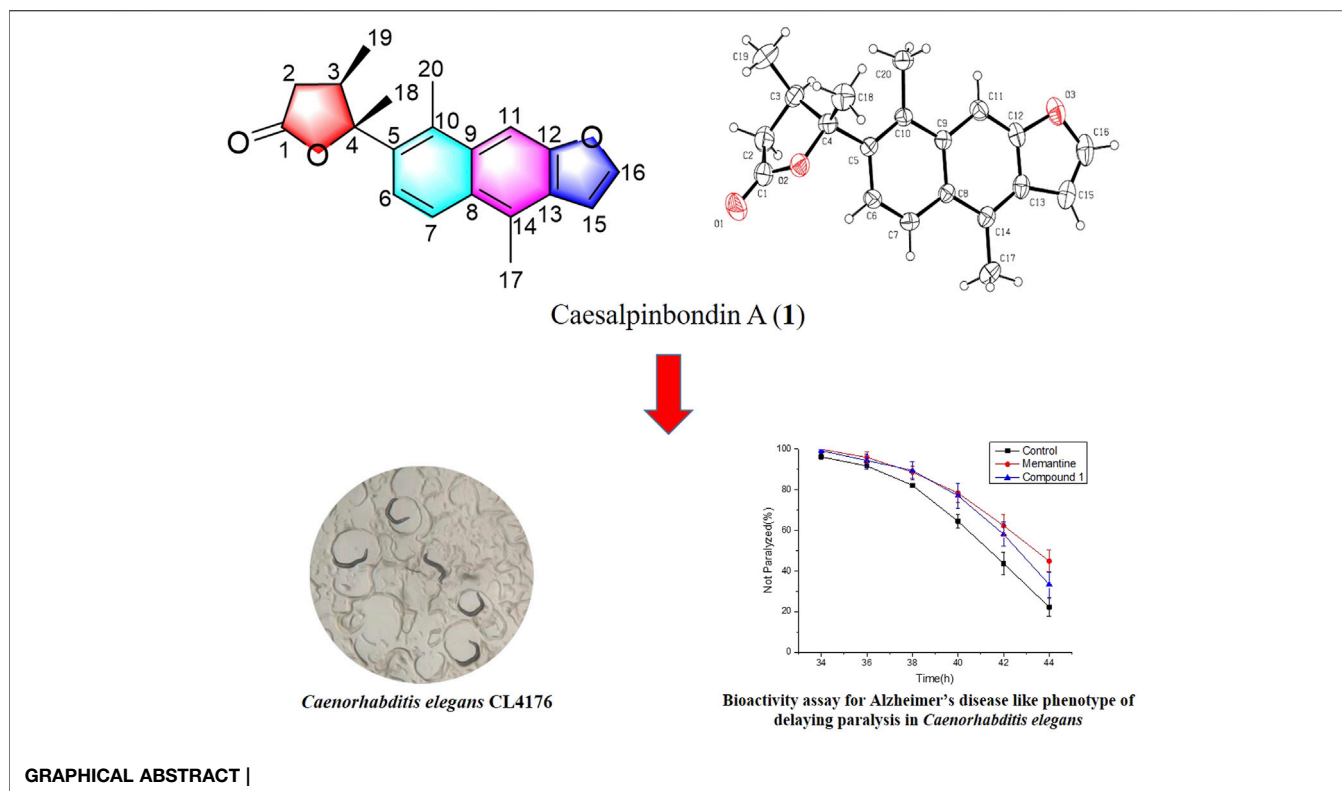 19
2
3
18
20
O
1
O
4
5
10
9
11
12
O
16
6
7
8
14
13
15
17
C19
C3
C18
C20
C2
C4
C10
C11
O3
C1
O2
C5
C9
C12
C16
O1
C6
C8
C13
C15
C7
C14
C17
Caesalpinbondin A (1)
Caenorhabditis elegans CL4176
Control
Memantine
Compound 1
Not Paralyzed(%)
100
80
60
40
20
0
34 36 38 40 42 44
Time(h)
Bioactivity assay for Alzheimer's disease like phenotype of
delaying paralysis in Caenorhabditis elegans
GRAPHICAL ABSTRACT |